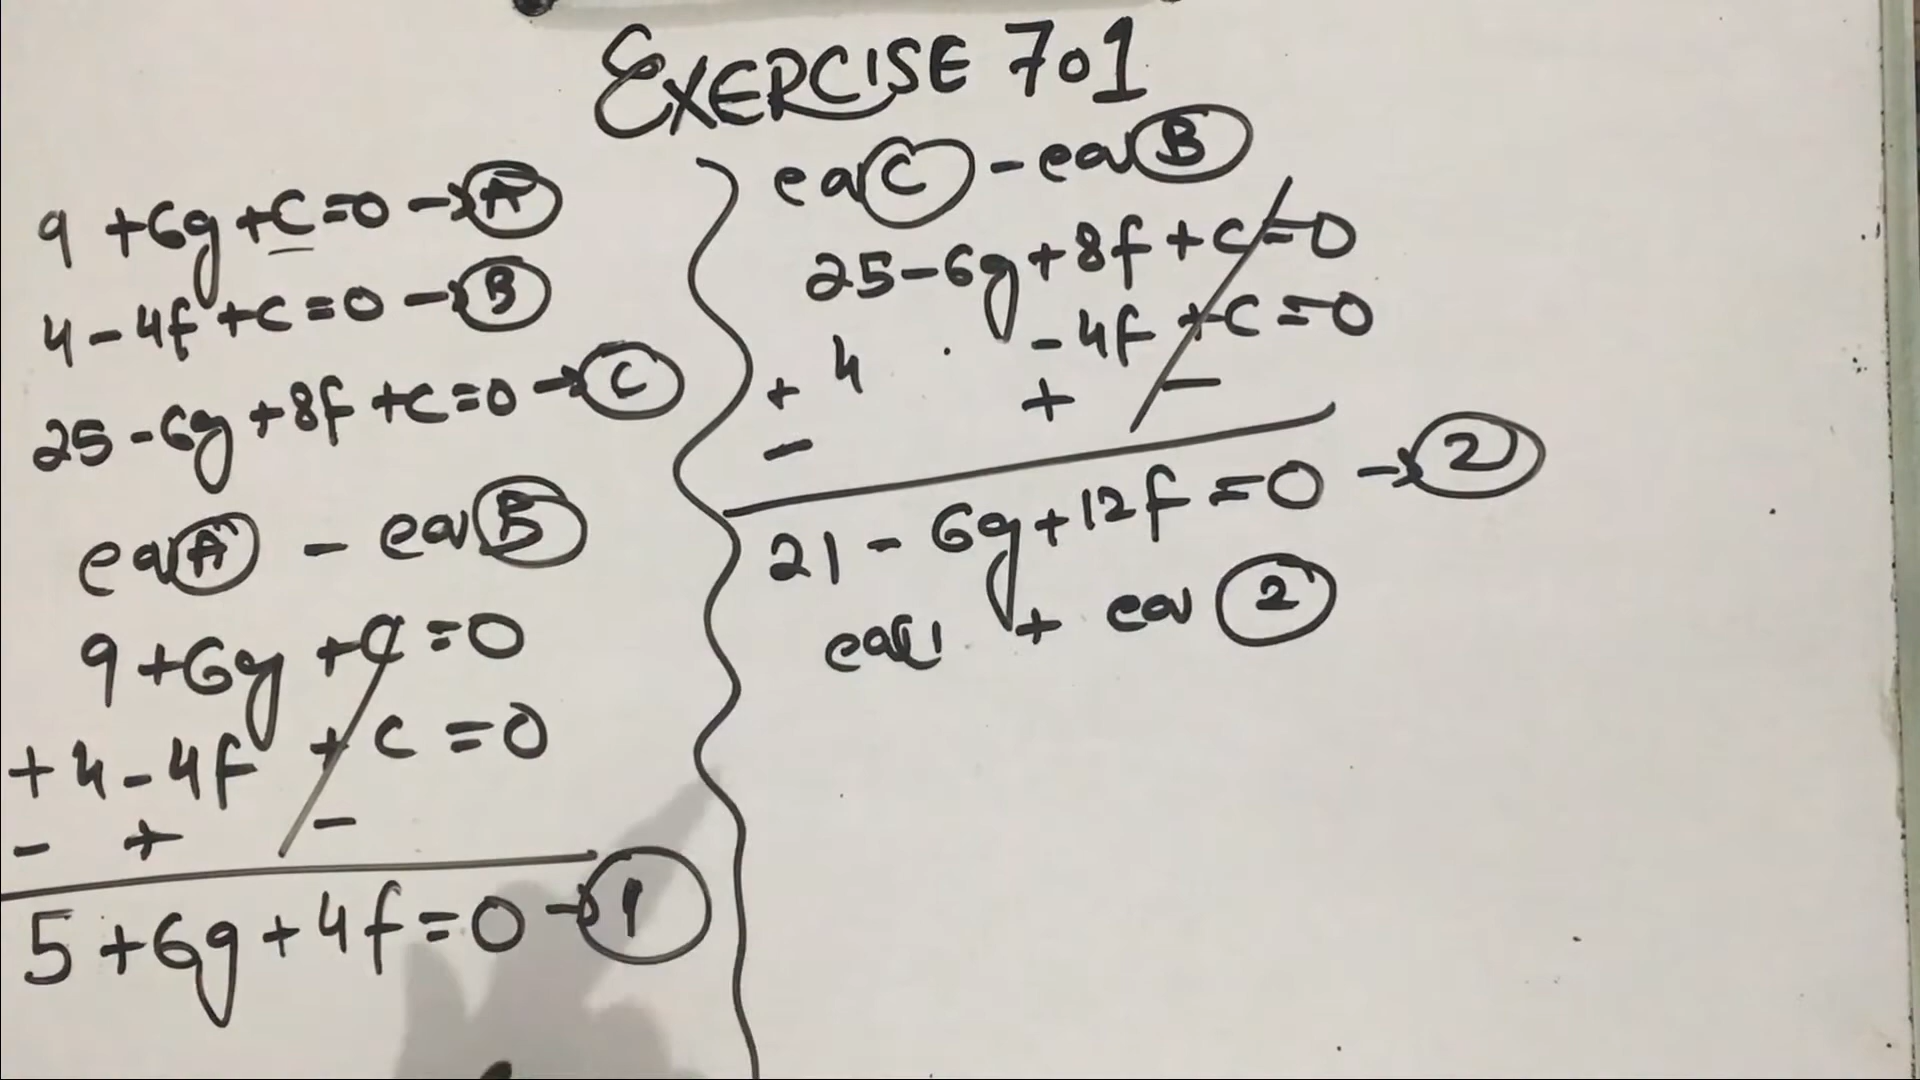 EXERCISE 7.1
9 + 6g + c = 0 → A
4 - 4f + c = 0 → B
25 - 6g + 8f + c = 0 → C
eq A - eq B
9 + 6g + c = 0
+ 4 - 4f + c = 0
- + -
5 + 6g + 4f = 0 → 1
eq C - eq B
25 - 6g + 8f + c = 0
+ 4 - 4f + c = 0
- + -
21 - 6g + 12f = 0 → 2
eq 1 + eq 2